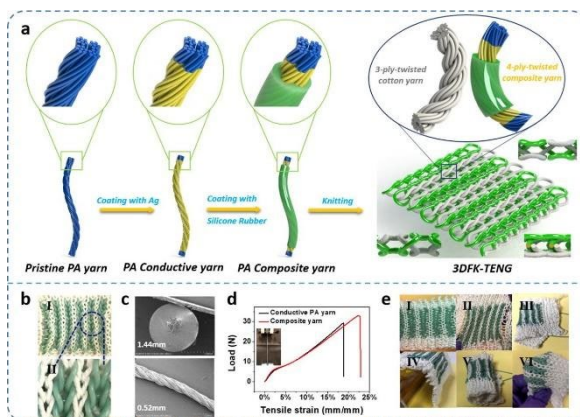 a
3-ply-twisted
cotton yarn
4-ply-twisted
composite yarn
Coating with Ag
Coating with
Silicone Rubber
Knitting
Pristine PA yarn
PA Conductive yarn
PA Composite yarn
3DFK-TENG
b
I
II
c
1.44mm
0.52mm
d
Conductive PA yarn
Composite yarn
Load (N)
40
30
20
10
0
0% 5% 10% 15% 20% 25%
Tensile strain (mm/mm)
e
I
II
III
IV
V
VI